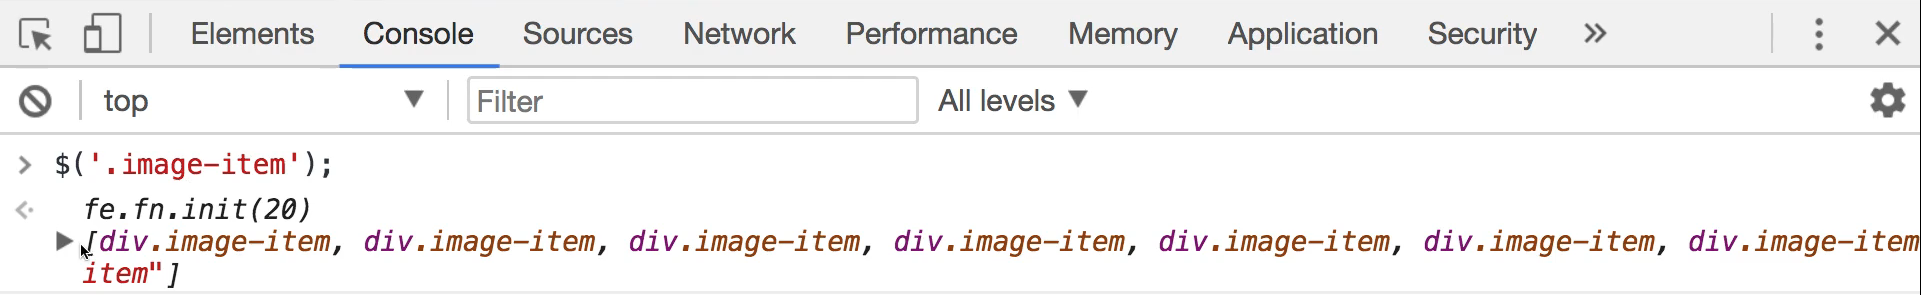 Elements Console Sources Network Performance Memory Application Security »
top Filter All levels
> $('.image-item');
fe.fn.init(20)
[div.image-item, div.image-item, div.image-item, div.image-item, div.image-item, div.image-item, div.image-item
item"]